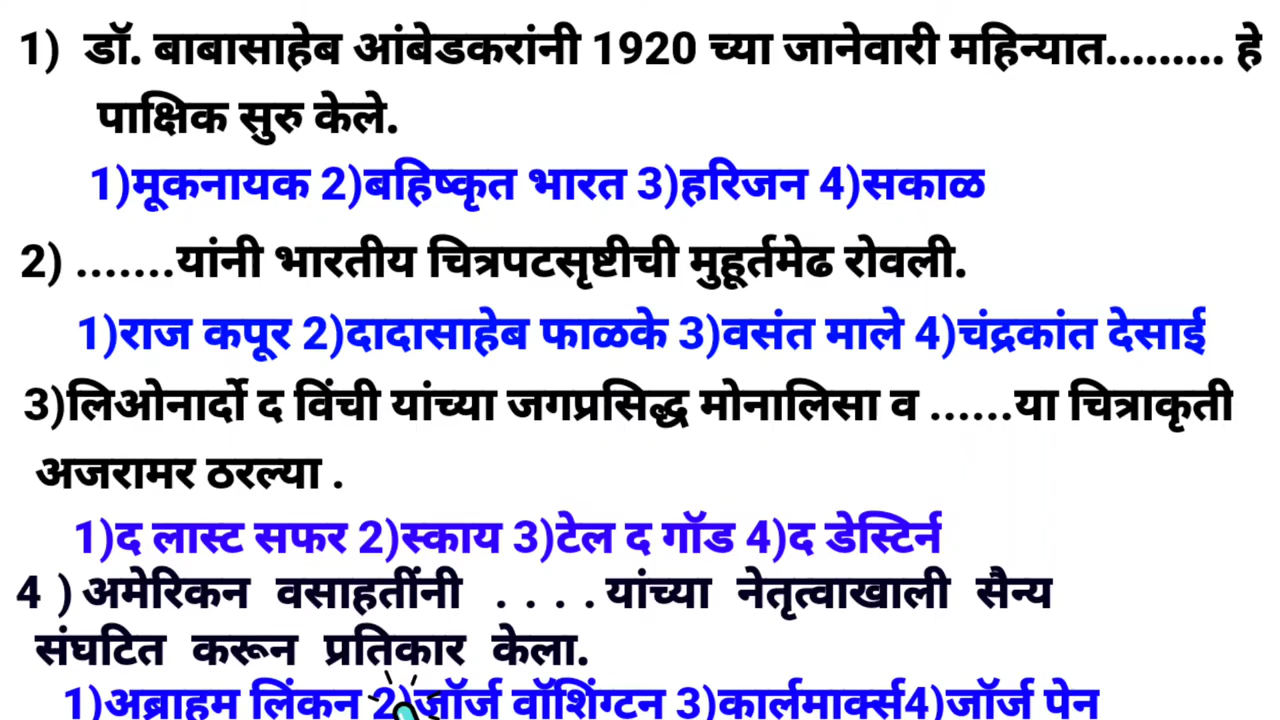 1) डॉ. बाबासाहेब आंबेडकरांनी 1920 च्या जानेवारी महिन्यात......... हे
पाक्षिक सुरु केले.
1)मूकनायक 2)बहिष्कृत भारत 3)हरिजन 4)सकाळ
2) .......यांनी भारतीय चित्रपटसृष्टीची मुहूर्तमेढ रोवली.
1)राज कपूर 2)दादासाहेब फाळके 3)वसंत माले 4)चंद्रकांत देसाई
3)लिओनार्दो द विंची यांच्या जगप्रसिद्ध मोनालिसा व ......या चित्राकृती
अजरामर ठरल्या .
1)द लास्ट सफर 2)स्काय 3)टेल द गॉड 4)द डेस्टिर्न
4 ) अमेरिकन वसाहतींनी . . . . यांच्या नेतृत्वाखाली सैन्य
संघटित करून प्रतिकार केला.
1)अब्राहम लिंकन 2)जॉर्ज वॉशिंग्टन 3)कार्लमार्क्स4)जॉर्ज पेन